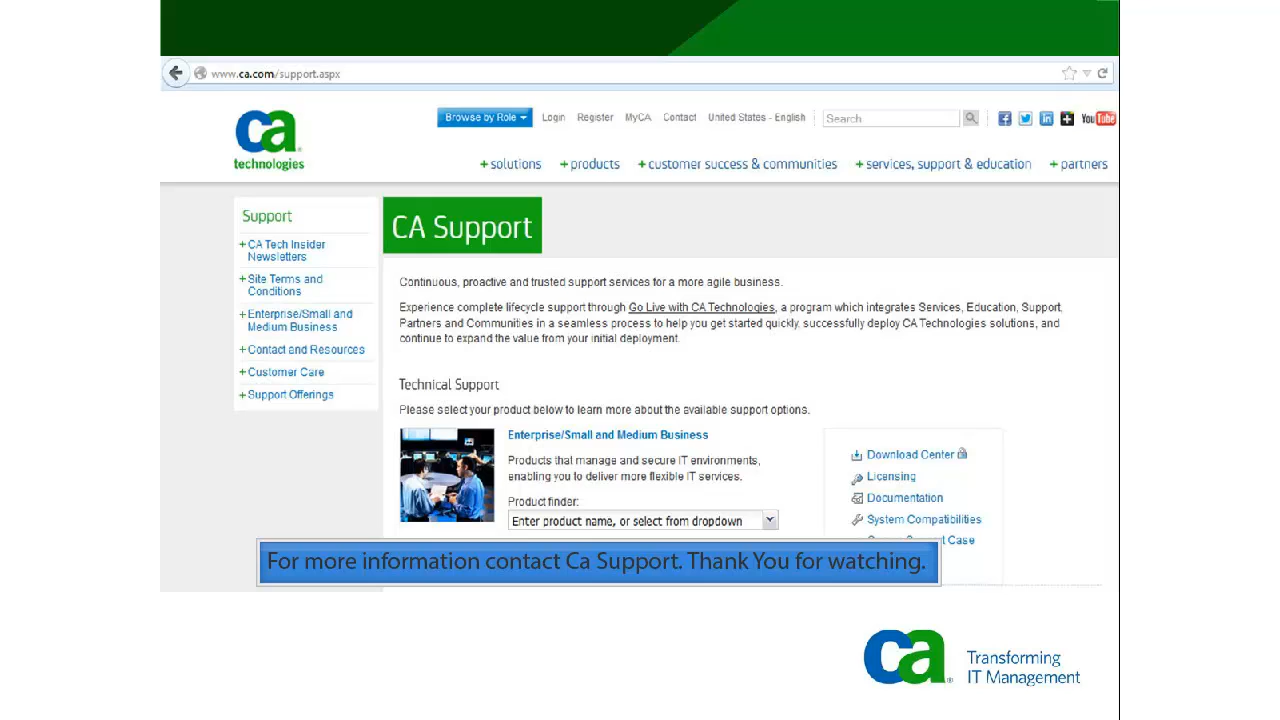 www.ca.com/support.aspx
ca
technologies
Browse by Role
Login
Register
MyCA
Contact
United States - English
Search
You Tube
+ solutions
+ products
+ customer success & communities
+ services, support & education
+ partners
Support
+ CA Tech Insider
Newsletters
+ Site Terms and
Conditions
+ Enterprise/Small and
Medium Business
+ Contact and Resources
+ Customer Care
+ Support Offerings
CA Support
Continuous, proactive and trusted support services for a more agile business.
Experience complete lifecycle support through Go Live with CA Technologies, a program which integrates Services, Education, Support,
Partners and Communities in a seamless process to help you get started quickly, successfully deploy CA Technologies solutions, and
continue to expand the value from your initial deployment.
Technical Support
Please select your product below to learn more about the available support options.
Enterprise/Small and Medium Business
Products that manage and secure IT environments,
enabling you to deliver more flexible IT services.
Product finder:
Enter product name, or select from dropdown
Download Center
Licensing
Documentation
System Compatibilities
Case
For more information contact Ca Support. Thank You for watching.
ca
Transforming
IT Management